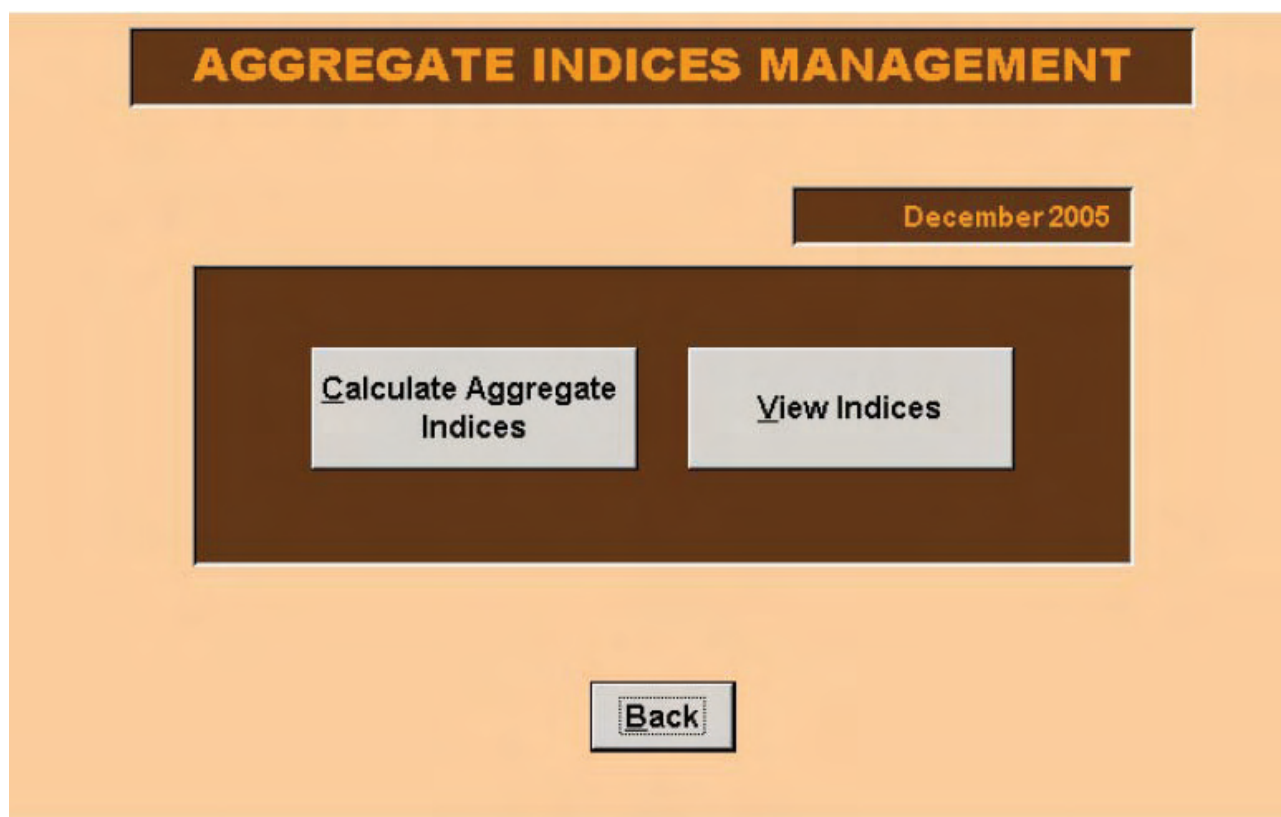 AGGREGATE INDICES MANAGEMENT
December 2005
Calculate Aggregate
Indices
View Indices
Back